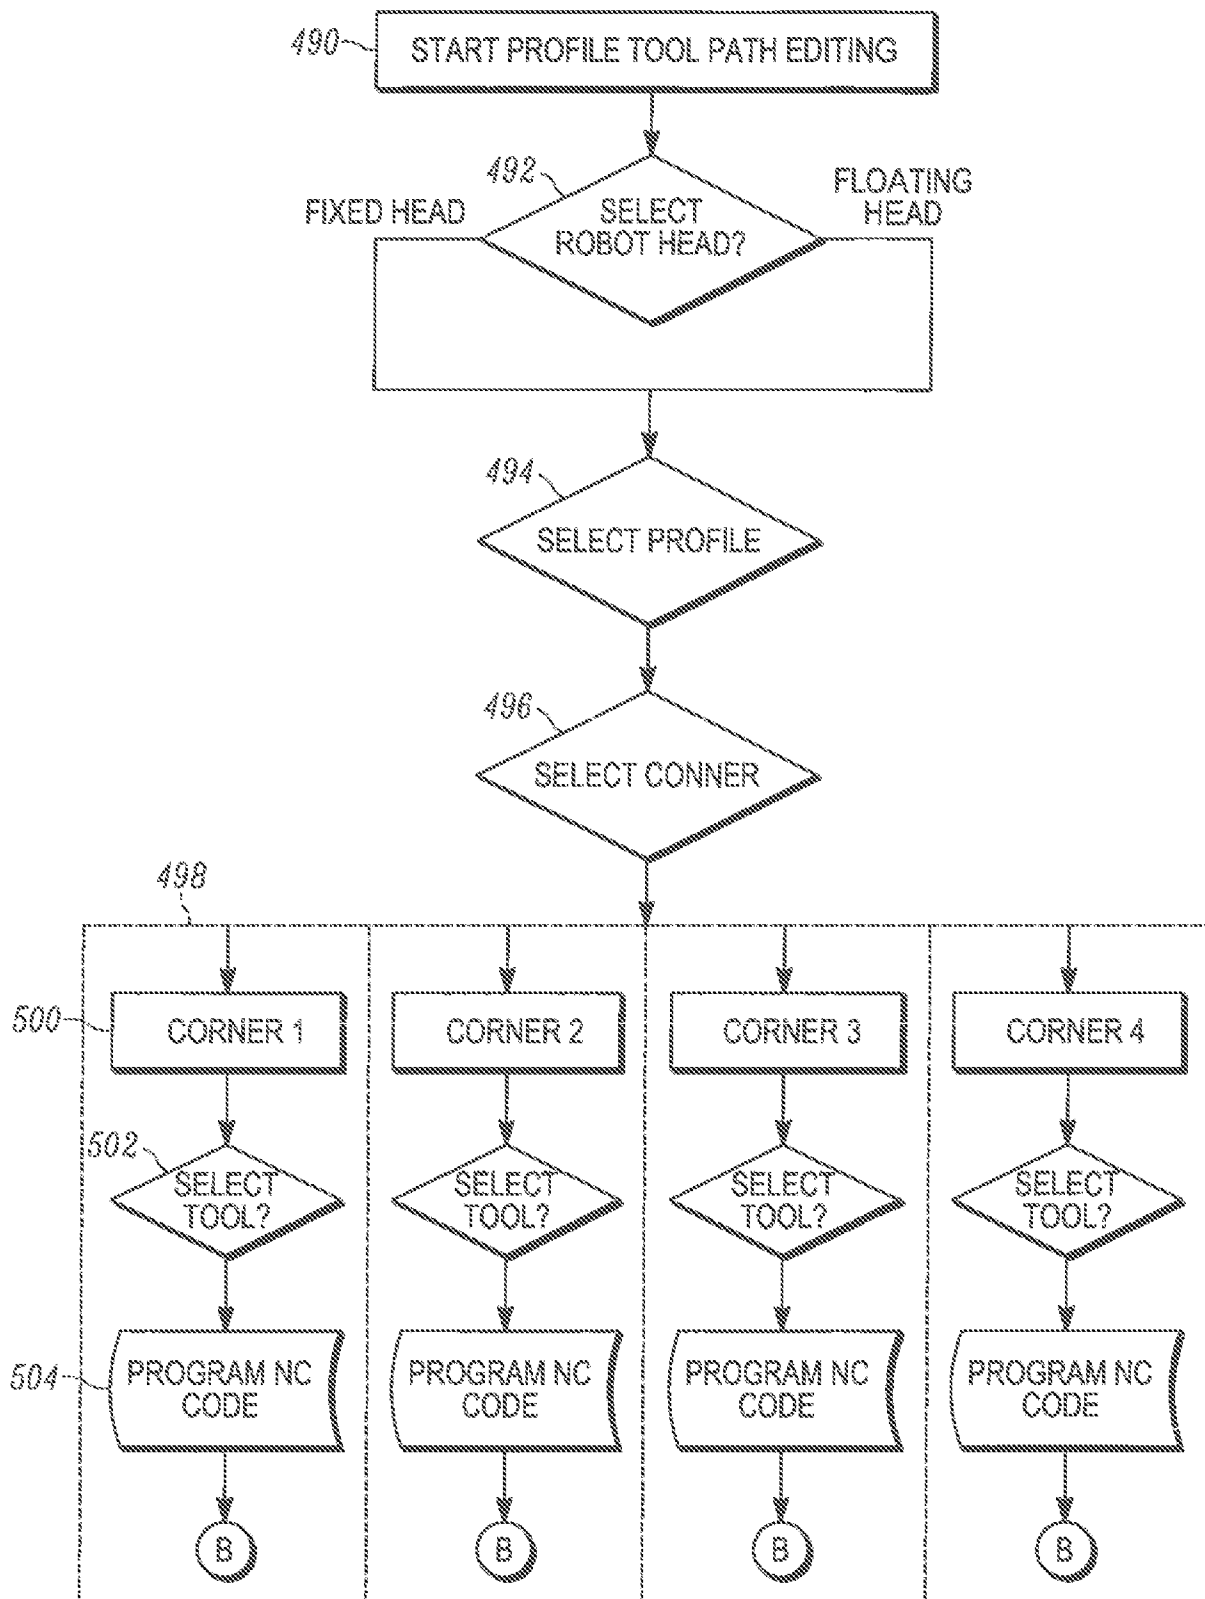 490
START PROFILE TOOL PATH EDITING
492
FIXED HEAD
SELECT
ROBOT HEAD?
FLOATING
HEAD
494
SELECT PROFILE
496
SELECT CONNER
498
500
CORNER 1
CORNER 2
CORNER 3
CORNER 4
502
SELECT
TOOL?
SELECT
TOOL?
SELECT
TOOL?
SELECT
TOOL?
504
PROGRAM NC
CODE
PROGRAM NC
CODE
PROGRAM NC
CODE
PROGRAM NC
CODE
B
B
B
B